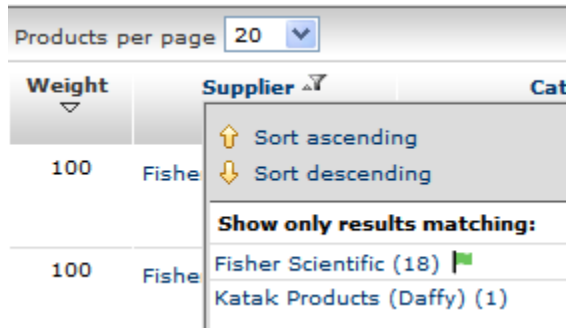 Products per page 20
Weight Supplier Cat
Sort ascending
100 Fishe Sort descending
Show only results matching:
Fisher Scientific (18)
100 Fishe
Katak Products (Daffy) (1)